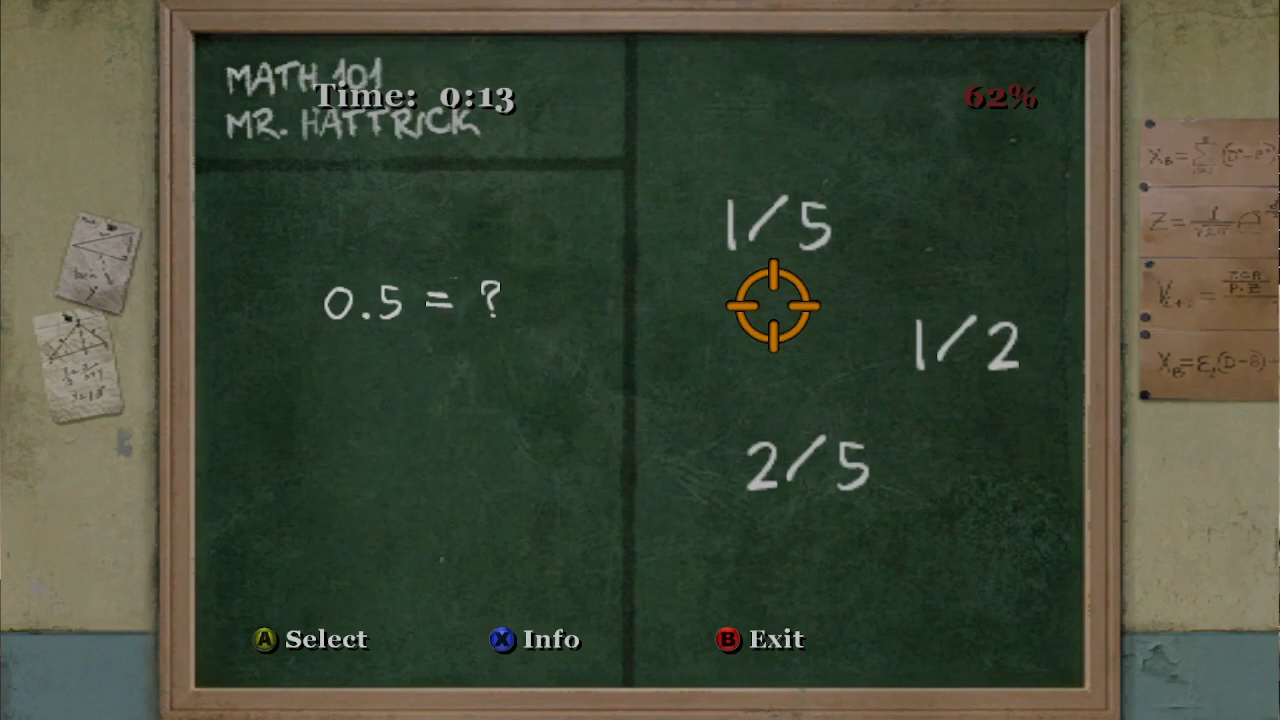 MATH 101
Time: 0:13
62%
MR. HATTRICK
1/5
0.5 = ?
1/2
2/5
A Select
X Info
B Exit